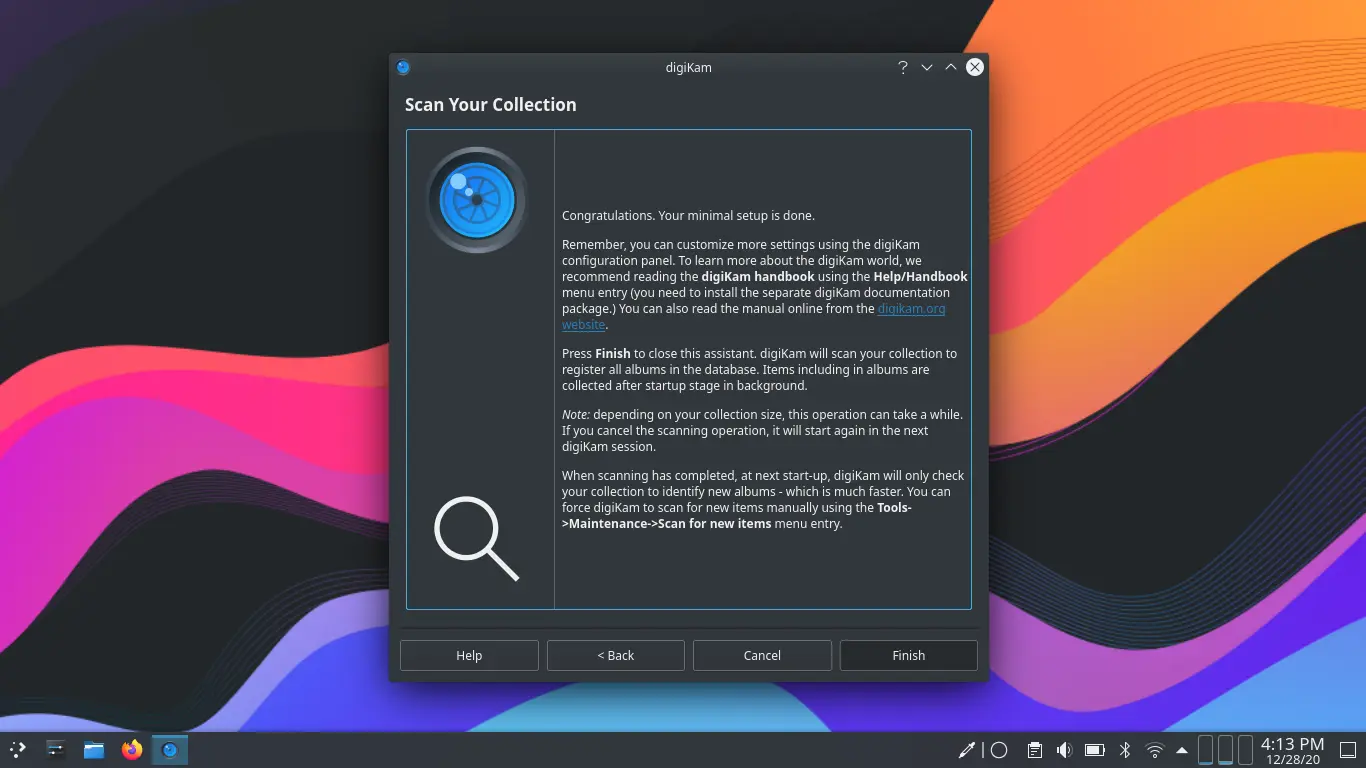 digiKam
Scan Your Collection
Congratulations. Your minimal setup is done.
Remember, you can customize more settings using the digiKam
configuration panel. To learn more about the digiKam world, we
recommend reading the digiKam handbook using the Help/Handbook
menu entry (you need to install the separate digiKam documentation
package.) You can also read the manual online from the digikam.org
website.
Press Finish to close this assistant. digiKam will scan your collection to
register all albums in the database. Items including in albums are
collected after startup stage in background.
Note: depending on your collection size, this operation can take a while.
If you cancel the scanning operation, it will start again in the next
digiKam session.
When scanning has completed, at next start-up, digiKam will only check
your collection to identify new albums - which is much faster. You can
force digiKam to scan for new items manually using the Tools-
>Maintenance->Scan for new items menu entry.
Help
< Back
Cancel
Finish
4:13 PM
12/28/20